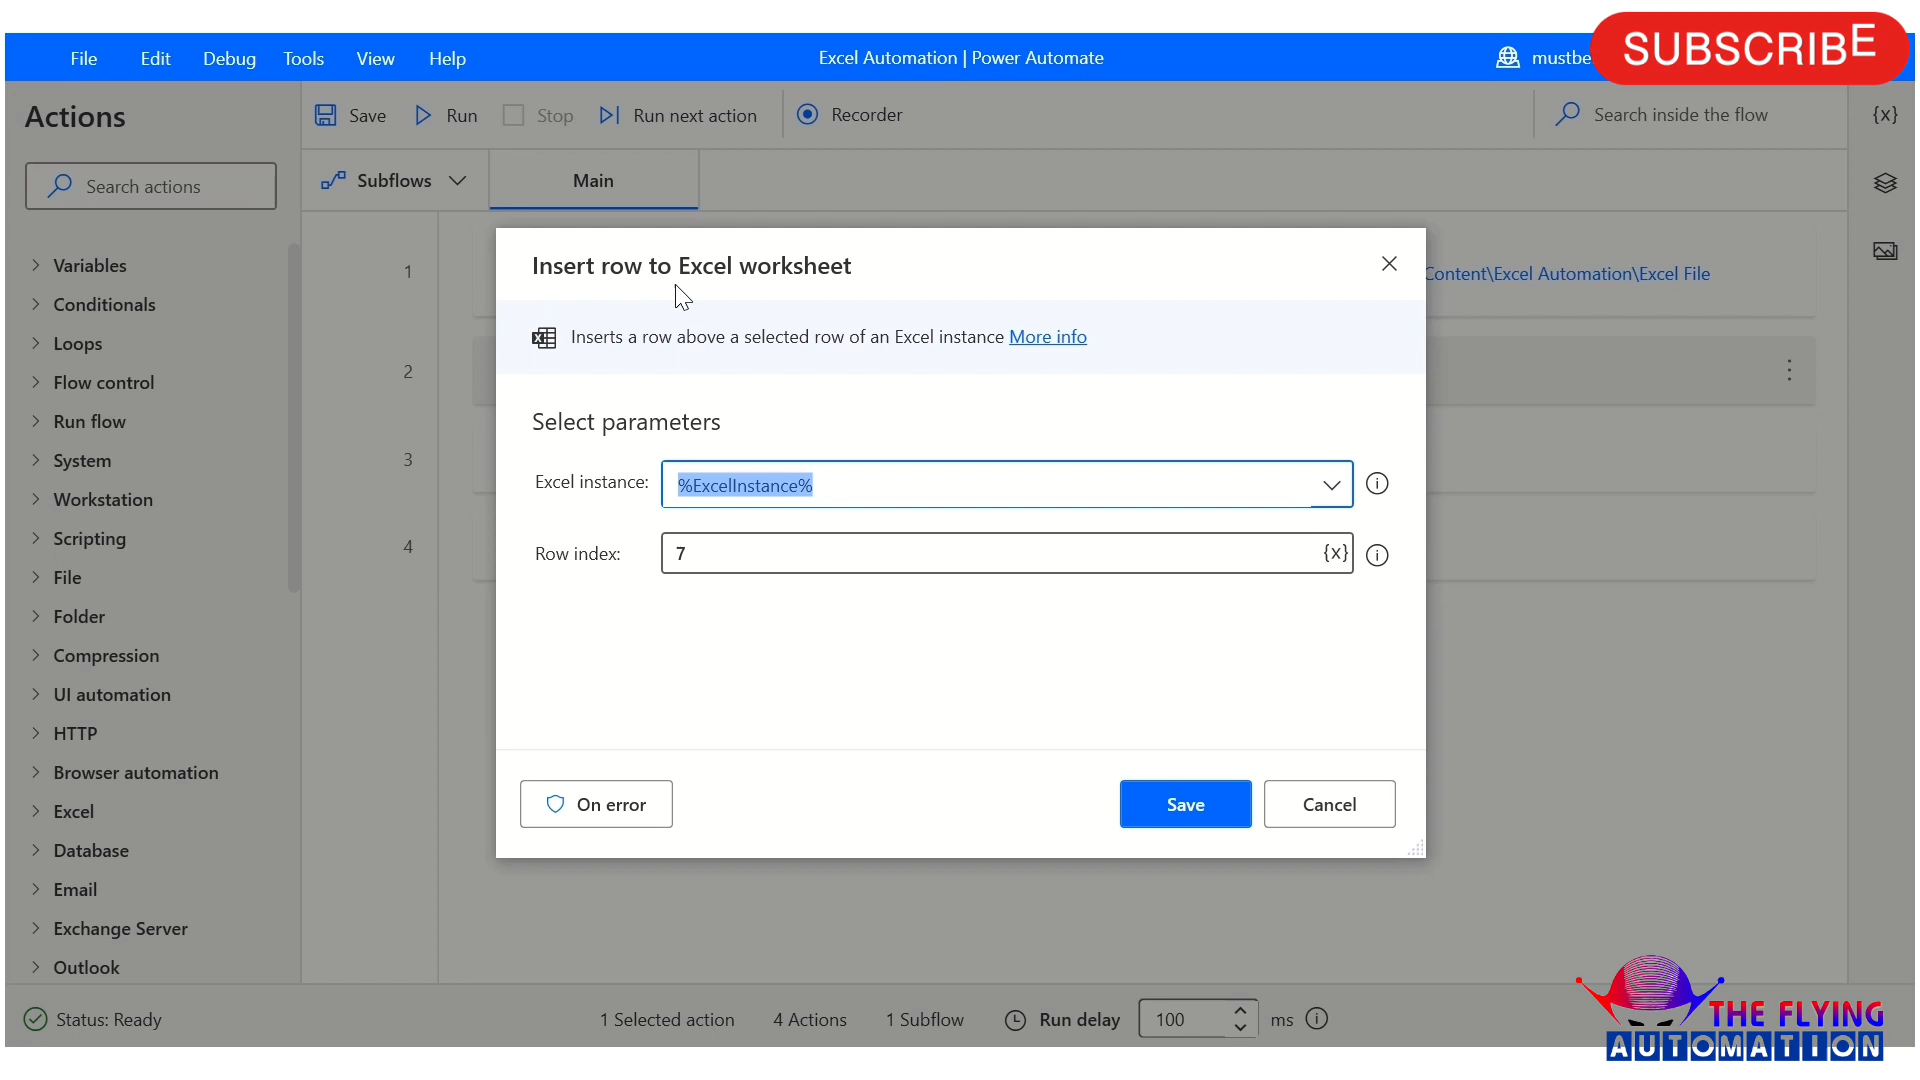 SUBSCRIBE
File Edit Debug Tools View Help
Excel Automation | Power Automate
mustbe
Actions
Save Run Stop Run next action Recorder
Search inside the flow
{x}
Search actions
Subflows
Main
Variables
Conditionals
Loops
Flow control
Run flow
System
Workstation
Scripting
File
Folder
Compression
UI automation
HTTP
Browser automation
Excel
Database
Email
Exchange Server
Outlook
1
2
3
4
Content\Excel Automation\Excel File
Insert row to Excel worksheet
Inserts a row above a selected row of an Excel instance More info
Select parameters
Excel instance: %ExcelInstance%
Row index: 7 {x}
On error
Save
Cancel
Status: Ready
1 Selected action
4 Actions
1 Subflow
Run delay
100
ms
THE FLYING
AUTOMATION